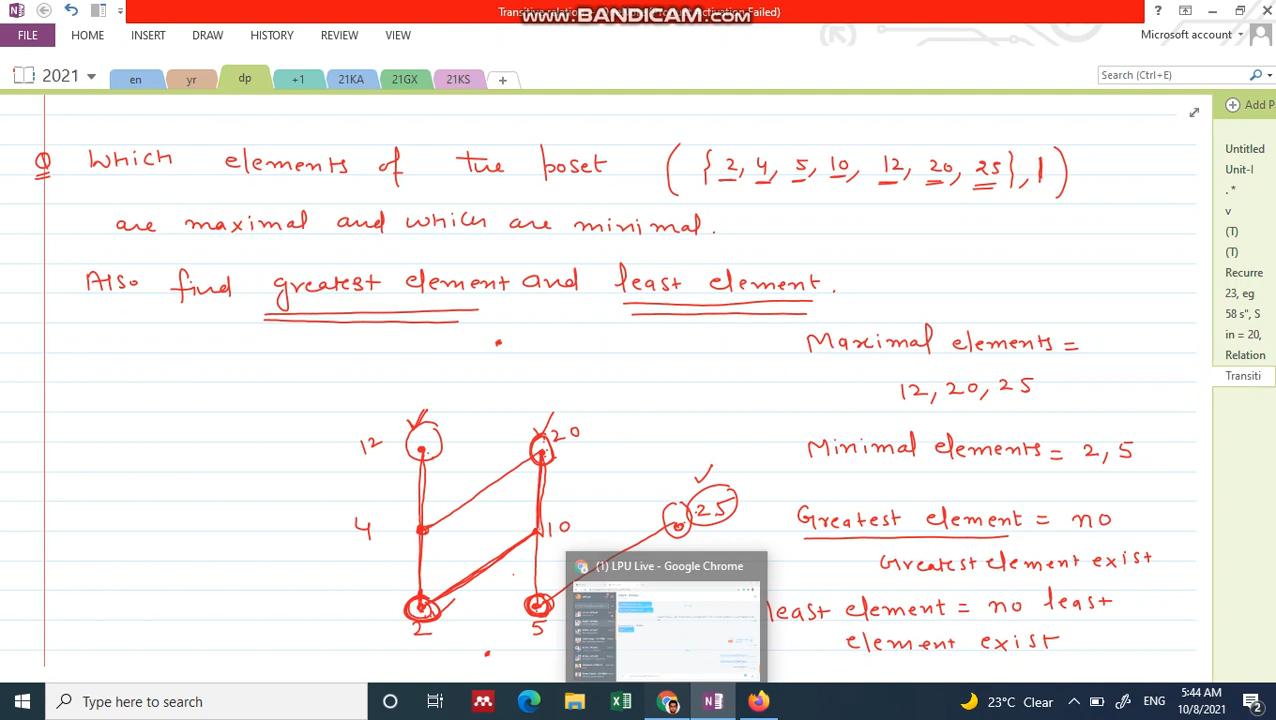 Activation Failed)
www.BANDICAM.com
FILE HOME INSERT DRAW HISTORY REVIEW VIEW
Microsoft account
2021 en yr dp +1 21KA 21GX 21KS
Search (Ctrl+E)
Add P
Q Which elements of the poset ({2, 4, 5, 10, 12, 20, 25}, |)
are maximal and which are minimal.
Also find greatest element and least element.
Maximal elements =
12, 20, 25
Minimal elements = 2, 5
Greatest element = no
Greatest element exist
least element = no least
element exist
12
20
4
10
25
2
5
Untitled
Unit-I
. *
v
(T)
(T)
Recurre
23, eg
58 s", S
in = 20,
Relation
Transiti
(1) LPU Live - Google Chrome
Type here to search
23°C Clear
5:44 AM
10/8/2021
2